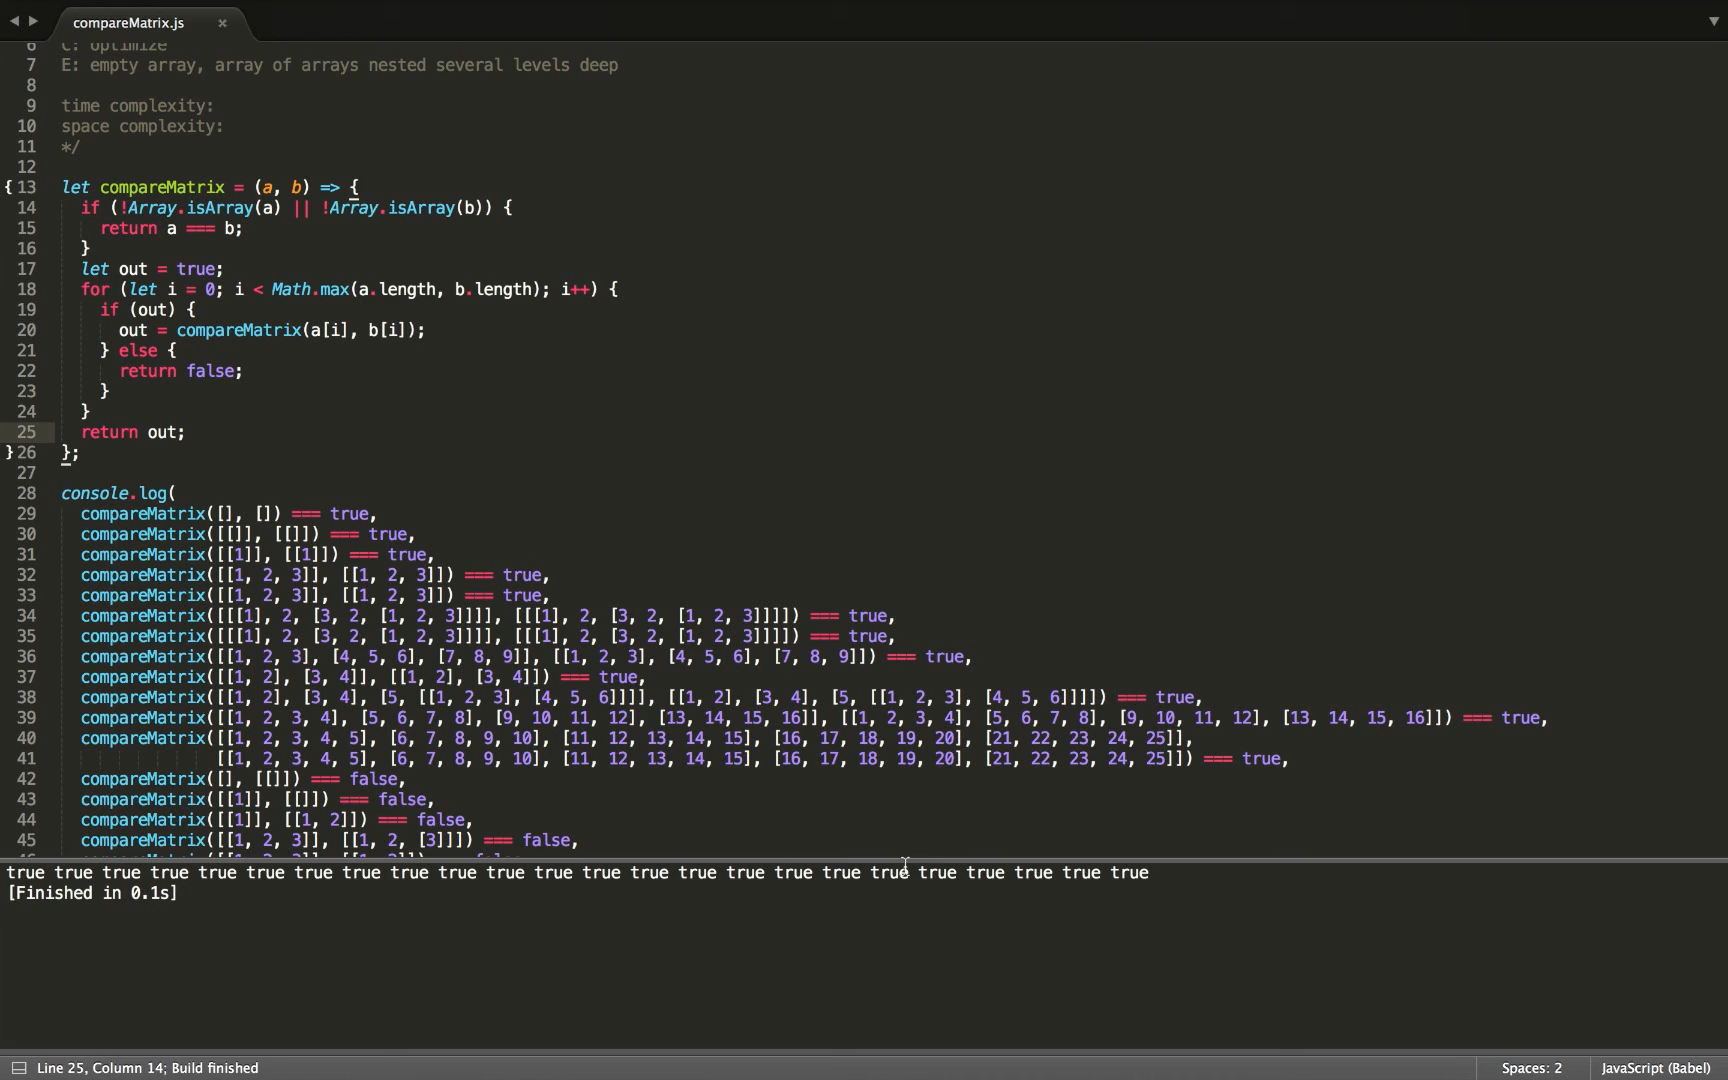 compareMatrix.js ×
6 C: optimize
7 E: empty array, array of arrays nested several levels deep
8
9 time complexity:
10 space complexity:
11 */
12
{ 13 let compareMatrix = (a, b) => {
14 if (!Array.isArray(a) || !Array.isArray(b)) {
15 return a === b;
16 }
17 let out = true;
18 for (let i = 0; i < Math.max(a.length, b.length); i++) {
19 if (out) {
20 out = compareMatrix(a[i], b[i]);
21 } else {
22 return false;
23 }
24 }
25 return out;
} 26 };
27
28 console.log(
29 compareMatrix([], []) === true,
30 compareMatrix([[]], [[]]) === true,
31 compareMatrix([[1]], [[1]]) === true,
32 compareMatrix([[1, 2, 3]], [[1, 2, 3]]) === true,
33 compareMatrix([[1, 2, 3]], [[1, 2, 3]]) === true,
34 compareMatrix([[[1], 2, [3, 2, [1, 2, 3]]]], [[[1], 2, [3, 2, [1, 2, 3]]]]) === true,
35 compareMatrix([[[1], 2, [3, 2, [1, 2, 3]]]], [[[1], 2, [3, 2, [1, 2, 3]]]]) === true,
36 compareMatrix([[1, 2, 3], [4, 5, 6], [7, 8, 9]], [[1, 2, 3], [4, 5, 6], [7, 8, 9]]) === true,
37 compareMatrix([[1, 2], [3, 4]], [[1, 2], [3, 4]]) === true,
38 compareMatrix([[1, 2], [3, 4], [5, [[1, 2, 3], [4, 5, 6]]]], [[1, 2], [3, 4], [5, [[1, 2, 3], [4, 5, 6]]]]) === true,
39 compareMatrix([[1, 2, 3, 4], [5, 6, 7, 8], [9, 10, 11, 12], [13, 14, 15, 16]], [[1, 2, 3, 4], [5, 6, 7, 8], [9, 10, 11, 12], [13, 14, 15, 16]]) === true,
40 compareMatrix([[1, 2, 3, 4, 5], [6, 7, 8, 9, 10], [11, 12, 13, 14, 15], [16, 17, 18, 19, 20], [21, 22, 23, 24, 25]],
41 [[1, 2, 3, 4, 5], [6, 7, 8, 9, 10], [11, 12, 13, 14, 15], [16, 17, 18, 19, 20], [21, 22, 23, 24, 25]]) === true,
42 compareMatrix([], [[]]) === false,
43 compareMatrix([[1]], [[]]) === false,
44 compareMatrix([[1]], [[1, 2]]) === false,
45 compareMatrix([[1, 2, 3]], [[1, 2, [3]]]) === false,
true true true true true true true true true true true true true true true true true true true true true true true true
[Finished in 0.1s]
Line 25, Column 14; Build finished
Spaces: 2
JavaScript (Babel)